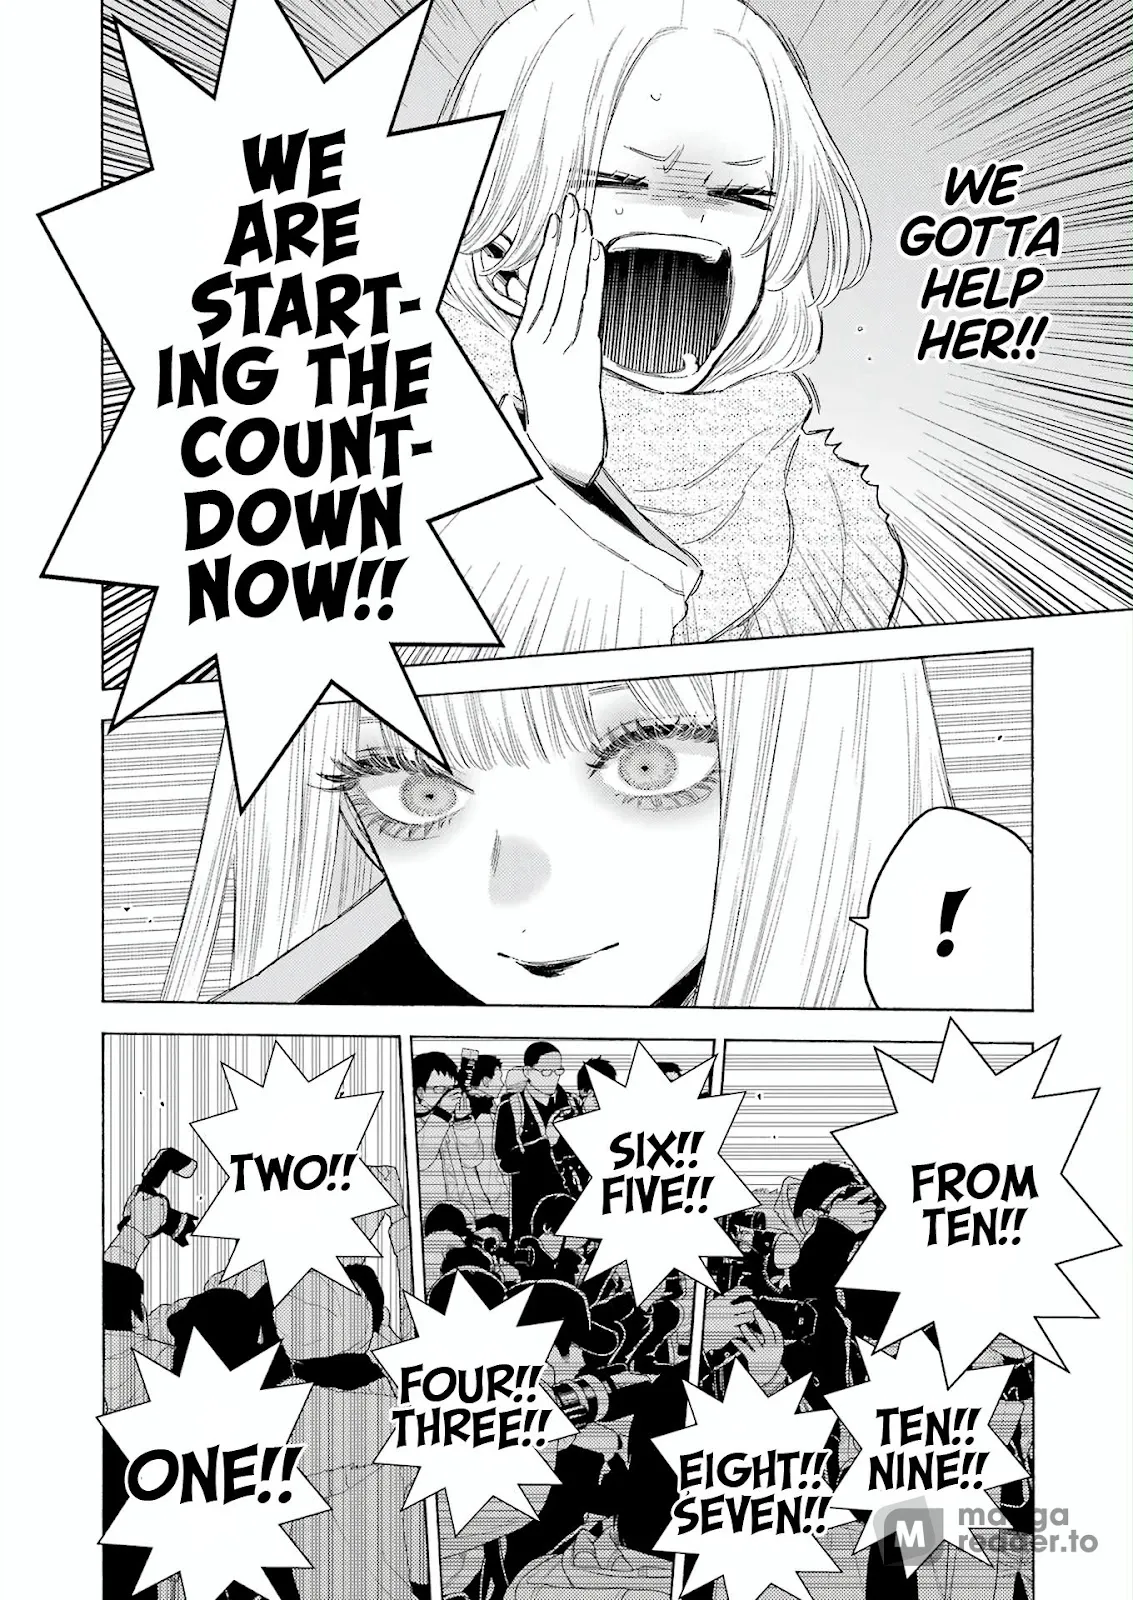 WE
GOTTA
HELP
HER!!
WE
ARE
START-
ING THE
COUNT-
DOWN
NOW!!
!
FROM
TEN!!
TEN!!
NINE!!
EIGHT!!
SEVEN!!
SIX!!
FIVE!!
FOUR!!
THREE!!
TWO!!
ONE!!
M
manga
reader.to